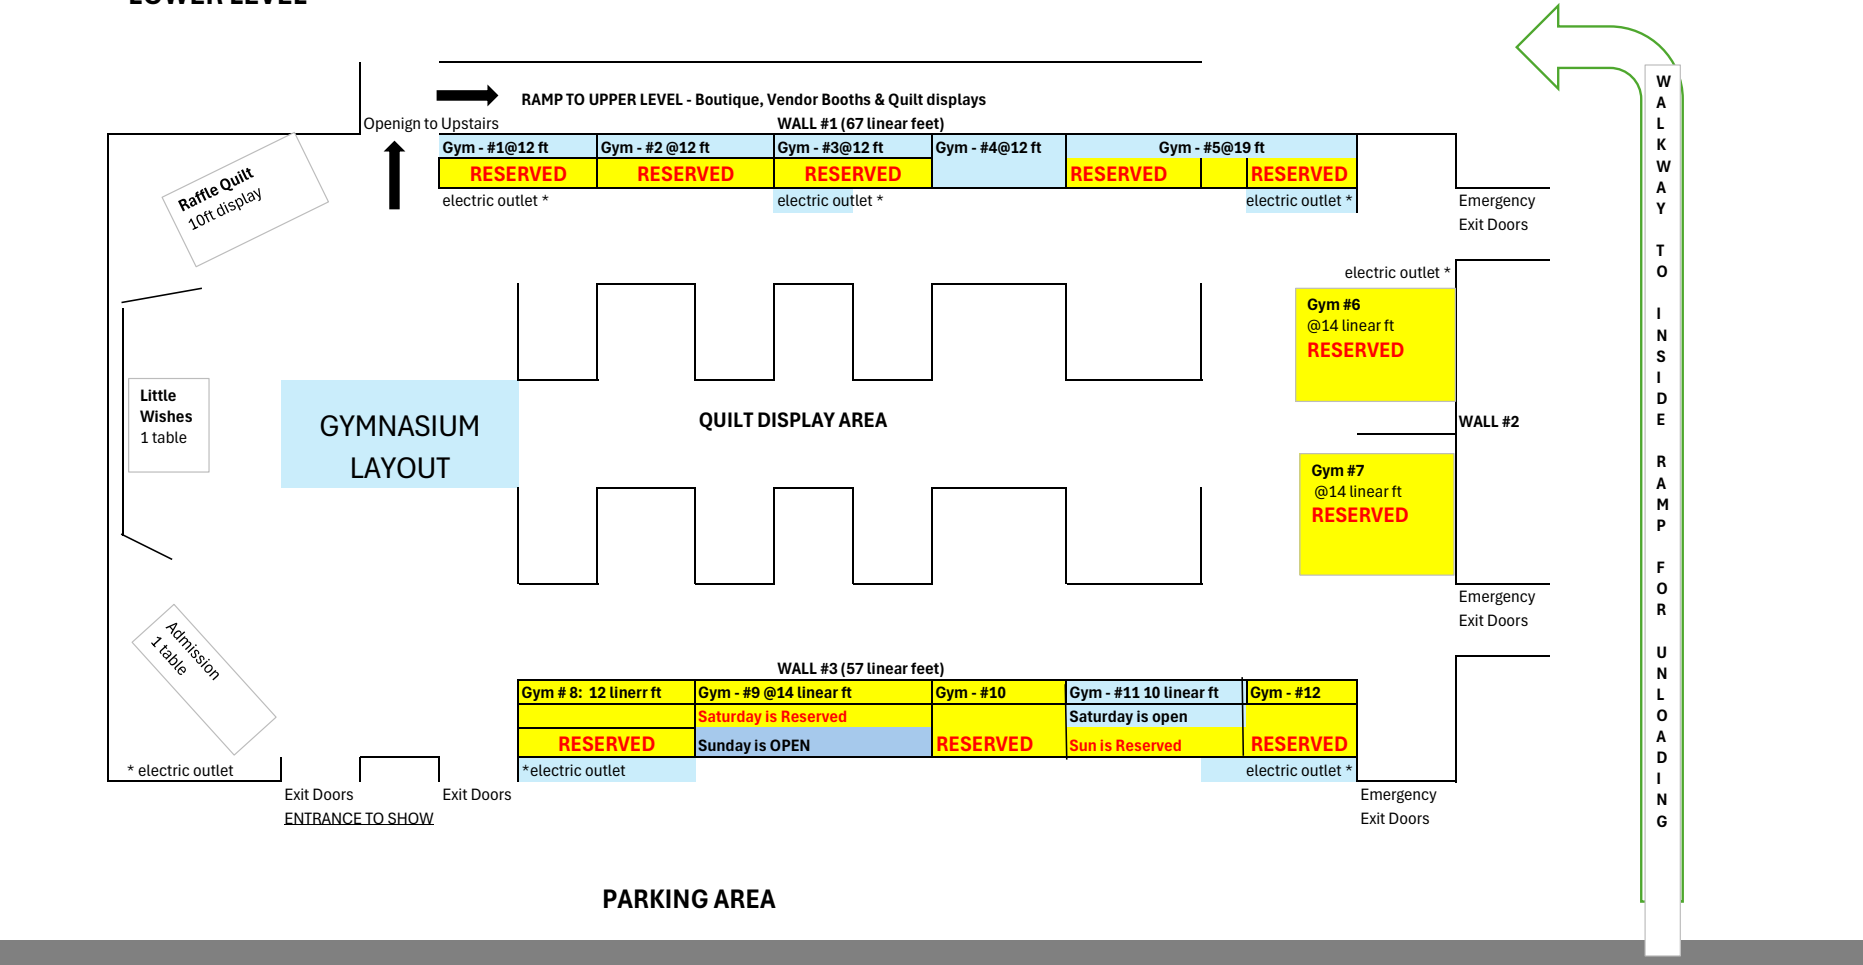 LOWER LEVEL
RAMP TO UPPER LEVEL - Boutique, Vendor Booths & Quilt displays
Openign to Upstairs
WALL #1 (67 linear feet)
Gym - #1@12 ft
Gym - #2 @12 ft
Gym - #3@12 ft
Gym - #4@12 ft
Gym - #5@19 ft
RESERVED
RESERVED
RESERVED
RESERVED
RESERVED
electric outlet *
electric outlet *
electric outlet *
Emergency
Exit Doors
Raffle Quilt
10ft display
electric outlet *
Gym #6
@14 linear ft
RESERVED
Little
Wishes
1 table
GYMNASIUM
LAYOUT
QUILT DISPLAY AREA
WALL #2
Gym #7
@14 linear ft
RESERVED
Emergency
Exit Doors
Admission
1 table
WALL #3 (57 linear feet)
Gym # 8: 12 linerr ft
Gym - #9 @14 linear ft
Gym - #10
Gym - #11 10 linear ft
Gym - #12
Saturday is Reserved
Saturday is open
RESERVED
Sunday is OPEN
RESERVED
Sun is Reserved
RESERVED
* electric outlet
*electric outlet
electric outlet *
Exit Doors
Exit Doors
Emergency
ENTRANCE TO SHOW
Exit Doors
PARKING AREA
WALKWAY TO INSIDE RAMP FOR UNLOADING